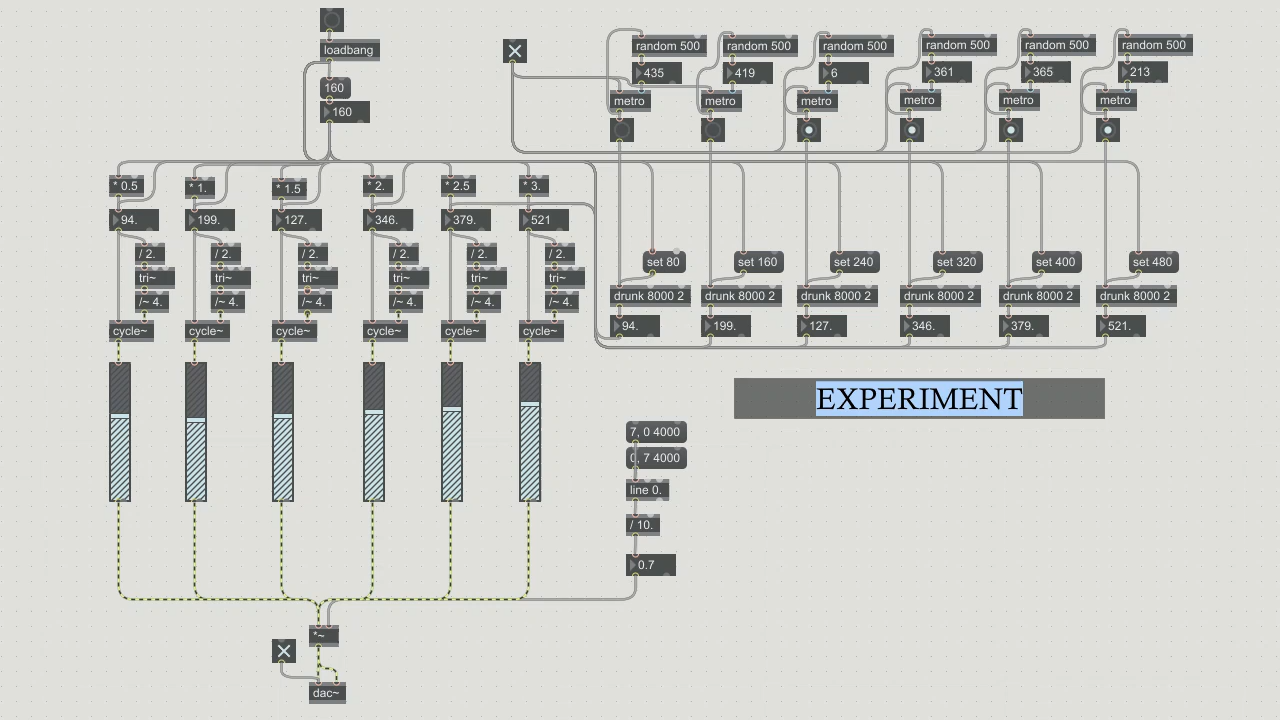 loadbang
160
160
random 500 random 500 random 500 random 500 random 500 random 500
435 419 6 361 365 213
metro metro metro metro metro metro
* 0.5 * 1. * 1.5 * 2. * 2.5 * 3.
94. 199. 127. 346. 379. 521
/ 2. / 2. / 2. / 2. / 2. / 2.
tri~ tri~ tri~ tri~ tri~ tri~
/~ 4. /~ 4. /~ 4. /~ 4. /~ 4. /~ 4.
cycle~ cycle~ cycle~ cycle~ cycle~ cycle~
set 80 set 160 set 240 set 320 set 400 set 480
drunk 8000 2 drunk 8000 2 drunk 8000 2 drunk 8000 2 drunk 8000 2 drunk 8000 2
94. 199. 127. 346. 379. 521.
EXPERIMENT
7, 0 4000
0, 7 4000
line 0.
/ 10.
0.7
*~
dac~